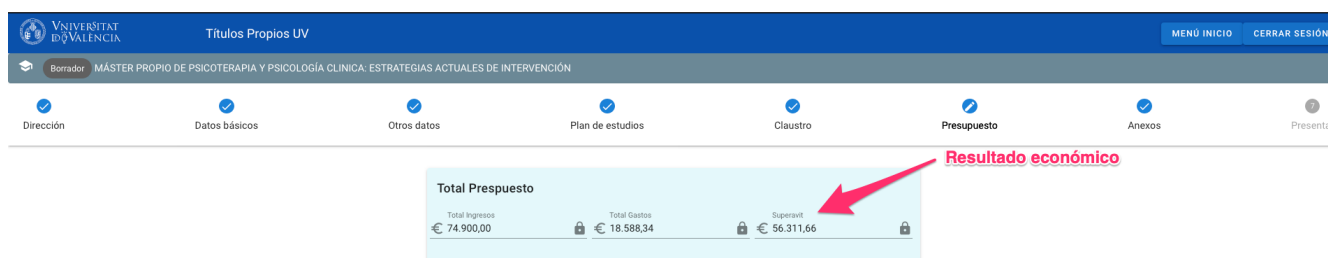 VNIVERSITAT
ID ỌVALÈNCIA
Títulos Propios UV
MENÚ INICIO
CERRAR SESIÓN
Borrador
MÁSTER PROPIO DE PSICOTERAPIA Y PSICOLOGÍA CLINICA: ESTRATEGIAS ACTUALES DE INTERVENCIÓN
Dirección
Datos básicos
Otros datos
Plan de estudios
Claustro
Presupuesto
Anexos
7
Presenta
Resultado económico
Total Prespuesto
Total Ingresos
Total Gastos
Superavit
€ 74.900,00
€ 18.588,34
€ 56.311,66